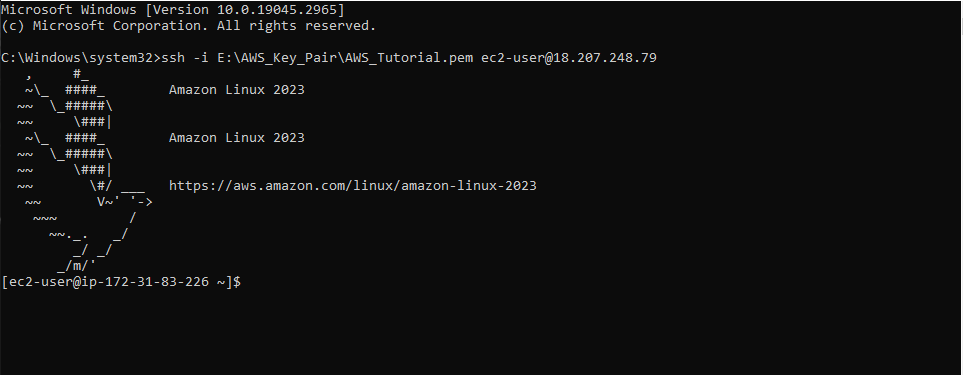 Microsoft Windows [Version 10.0.19045.2965]
(c) Microsoft Corporation. All rights reserved.

C:\Windows\system32>ssh -i E:\AWS_Key_Pair\AWS_Tutorial.pem ec2-user@18.207.248.79
   ,     #_
   ~\_  ####_        Amazon Linux 2023
  ~~  \_#####\
  ~~     \###|
   ~\_  ####_        Amazon Linux 2023
  ~~  \_#####\
  ~~     \###|
  ~~       \#/ ___   https://aws.amazon.com/linux/amazon-linux-2023
   ~~       V~' '->
    ~~~         /
      ~~._.   _/
         _/ _/
       _/m/'
[ec2-user@ip-172-31-83-226 ~]$